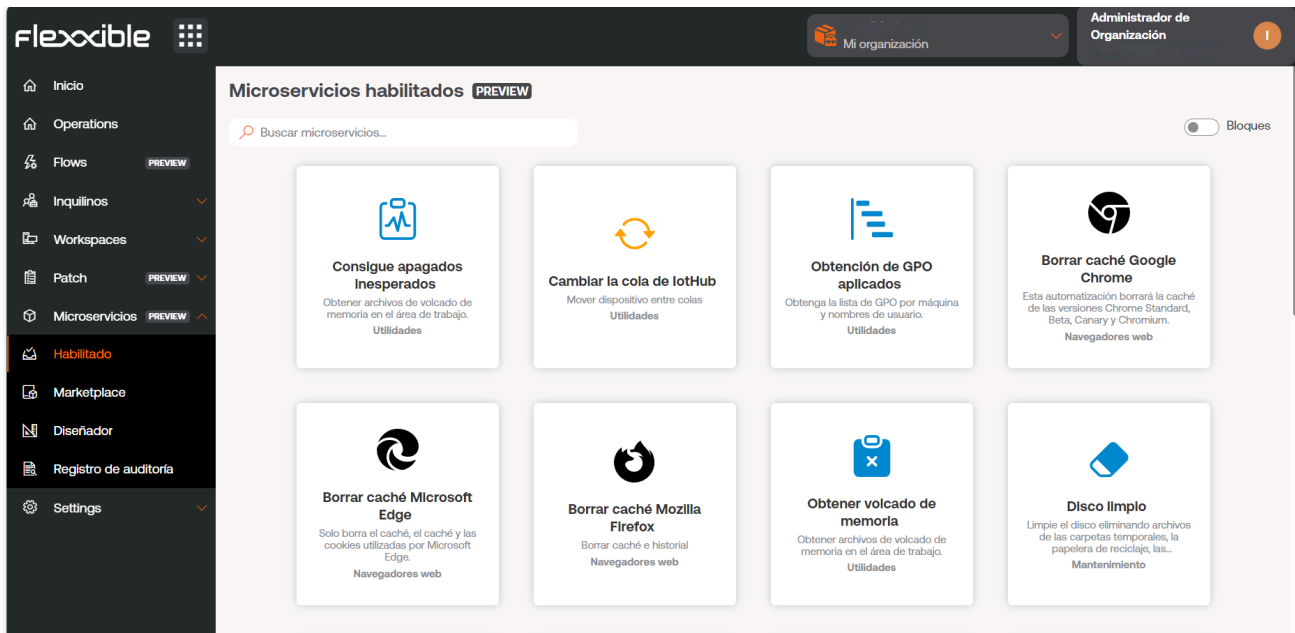 Flexxible
Mi organización
Administrador de
Organización
I
Inicio
Operations
Flows PREVIEW
Inquilinos
Workspaces
Patch PREVIEW
Microservicios PREVIEW
Habilitado
Marketplace
Diseñador
Registro de auditoría
Settings
Microservicios habilitados PREVIEW
Buscar microservicios...
Bloques
Consigue apagados
inesperados
Obtener archivos de volcado de
memoria en el área de trabajo.
Utilidades
Cambiar la cola de IotHub
Mover dispositivo entre colas
Utilidades
Obtención de GPO
aplicados
Obtenga la lista de GPO por máquina
y nombres de usuario.
Utilidades
Borrar caché Google
Chrome
Esta automatización borrará la caché
de las versiones Chrome Standard,
Beta, Canary y Chromium.
Navegadores web
Borrar caché Microsoft
Edge
Solo borra el caché, el caché y las
cookies utilizadas por Microsoft
Edge.
Navegadores web
Borrar caché Mozilla
Firefox
Borrar caché e historial
Navegadores web
Obtener volcado de
memoria
Obtener archivos de volcado de
memoria en el área de trabajo.
Utilidades
Disco limpio
Limpie el disco eliminando archivos
de las carpetas temporales, la
papelera de reciclaje, las...
Mantenimiento